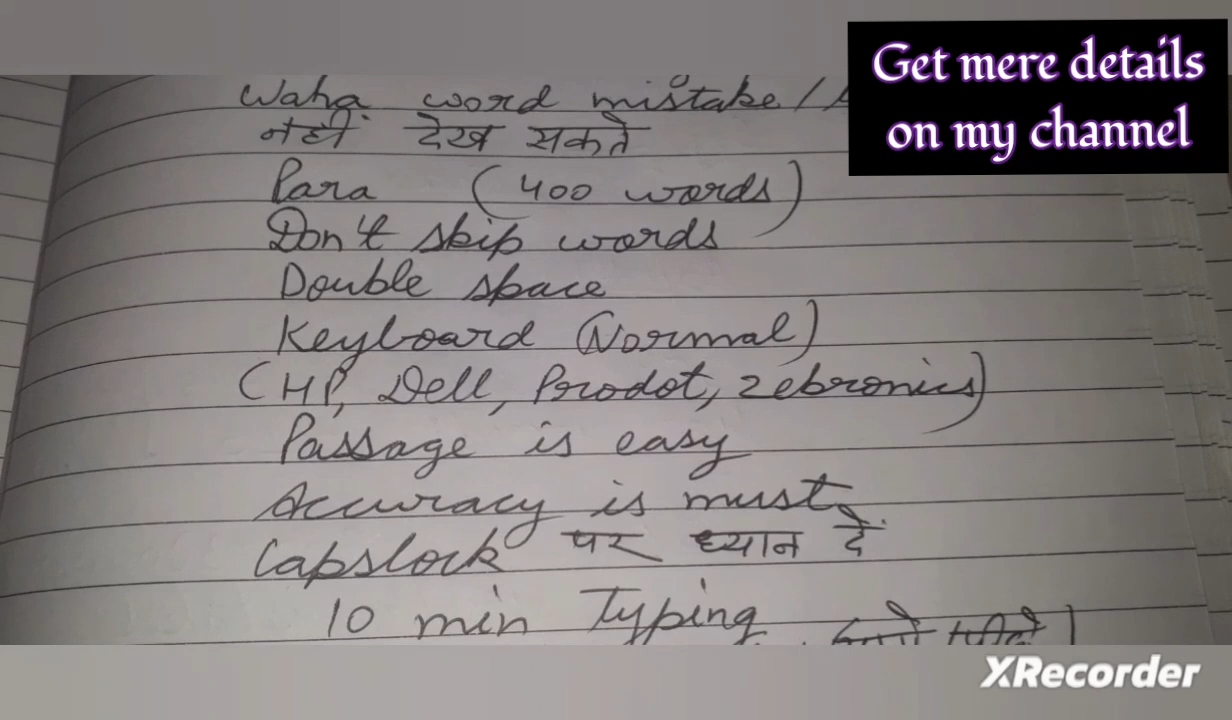 Get mere details
on my channel
Waha word mistake /
नहीं देख सकते
Para (400 words)
Don't skip words
Double space
Keyboard (Normal)
(HP, Dell, Prodot, Zebronics)
Passage is easy
Accuracy is must
Capslock पर ध्यान दें
10 min Typing
XRecorder